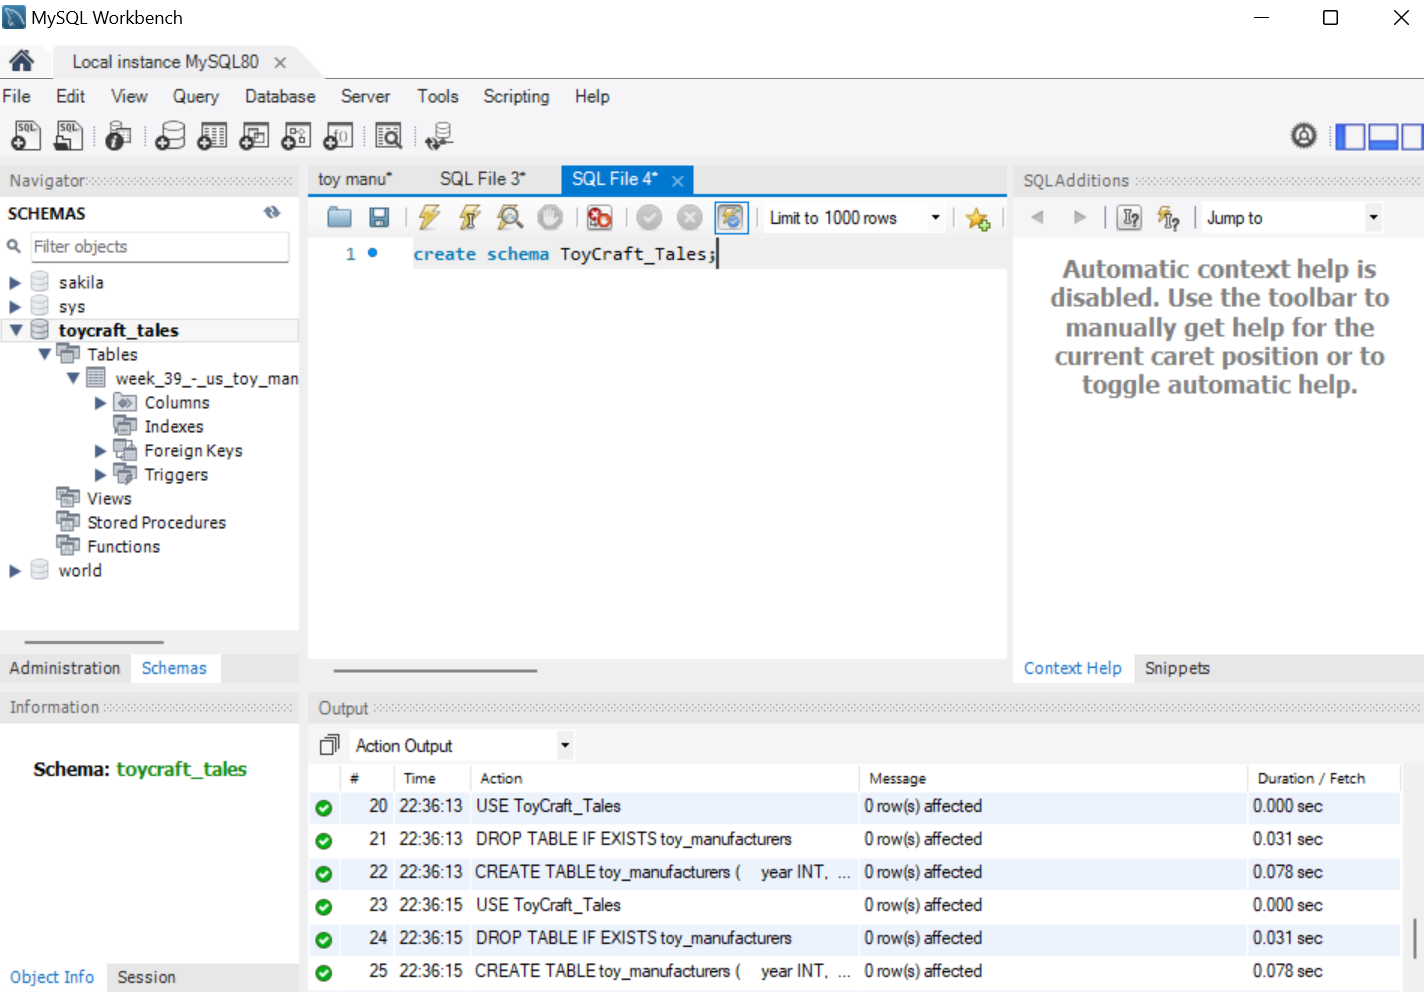 MySQL Workbench
Local instance MySQL80
File Edit View Query Database Server Tools Scripting Help
Navigator
SCHEMAS
Filter objects
sakila
sys
toycraft_tales
Tables
week_39_-_us_toy_man
Columns
Indexes
Foreign Keys
Triggers
Views
Stored Procedures
Functions
world
Administration Schemas
Information
Schema: toycraft_tales
Object Info Session
toy manu* SQL File 3* SQL File 4*
Limit to 1000 rows
1 create schema ToyCraft_Tales;
SQLAdditions
Jump to
Automatic context help is
disabled. Use the toolbar to
manually get help for the
current caret position or to
toggle automatic help.
Context Help Snippets
Output
Action Output
# Time Action Message Duration / Fetch
20 22:36:13 USE ToyCraft_Tales 0 row(s) affected 0.000 sec
21 22:36:13 DROP TABLE IF EXISTS toy_manufacturers 0 row(s) affected 0.031 sec
22 22:36:13 CREATE TABLE toy_manufacturers ( year INT, ... 0 row(s) affected 0.078 sec
23 22:36:15 USE ToyCraft_Tales 0 row(s) affected 0.000 sec
24 22:36:15 DROP TABLE IF EXISTS toy_manufacturers 0 row(s) affected 0.031 sec
25 22:36:15 CREATE TABLE toy_manufacturers ( year INT, ... 0 row(s) affected 0.078 sec